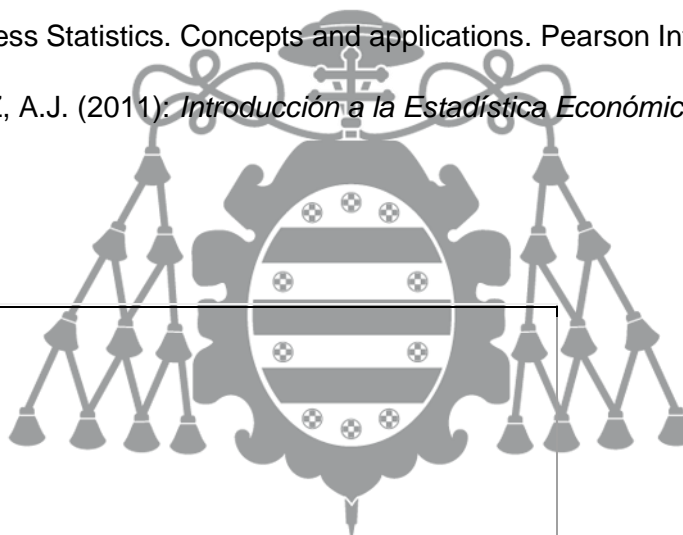 ess Statistics. Concepts and applications. Pearson In
Z, A.J. (2011): Introducción a la Estadística Económic